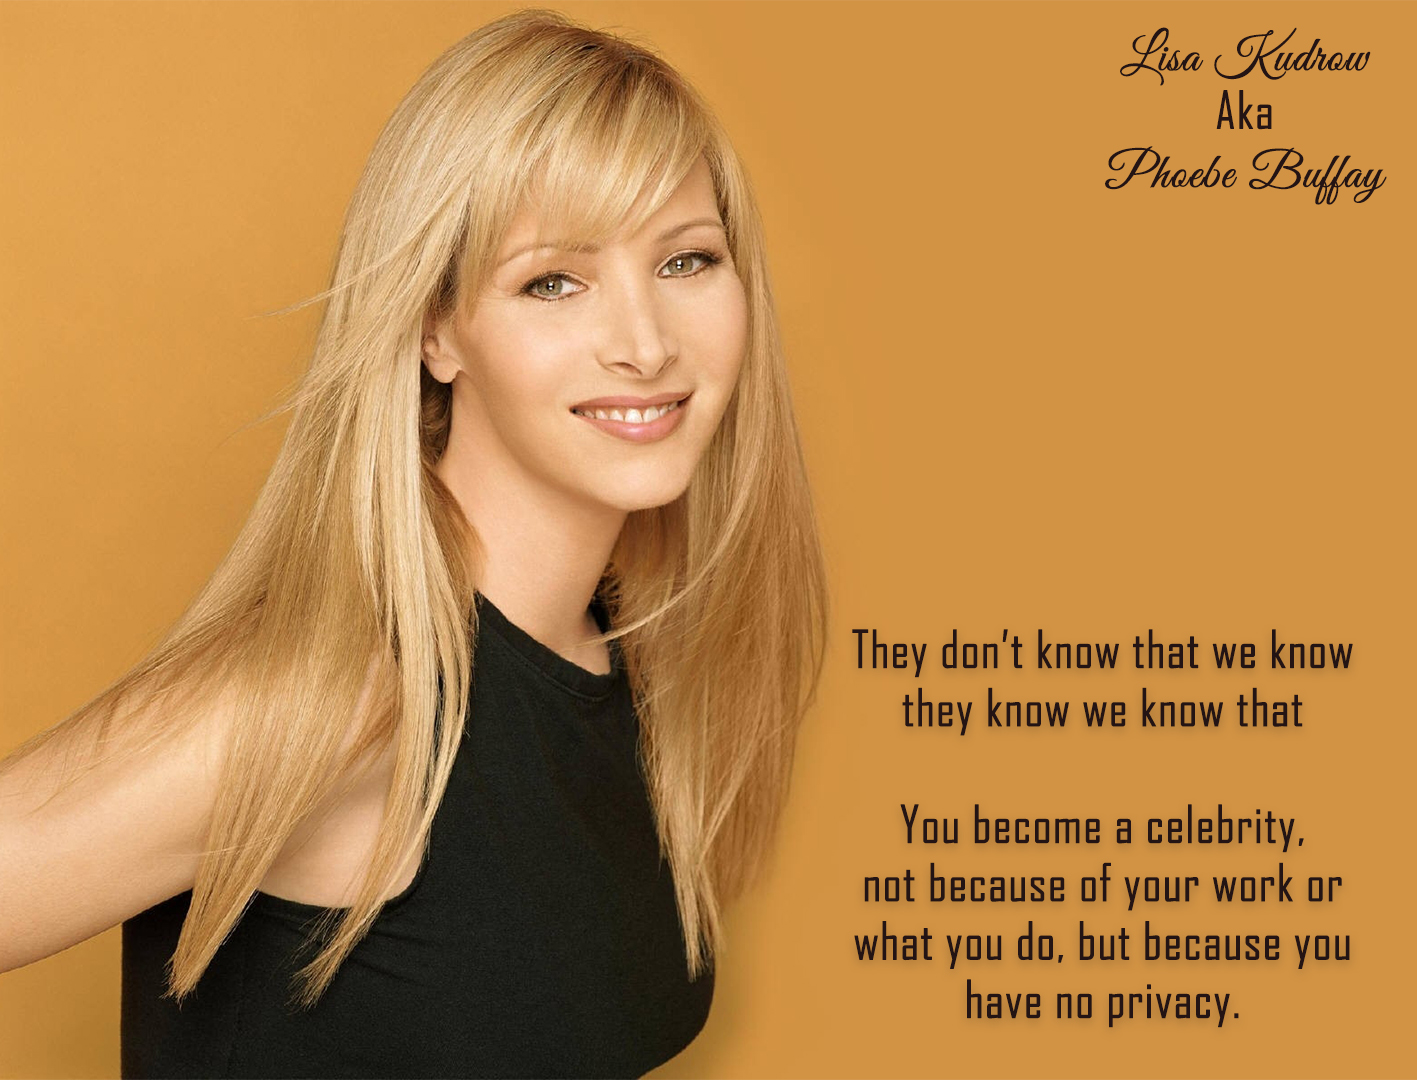 Lisa Kudrow
Aka
Phoebe Buffay
They don't know that we know
they know we know that
You become a celebrity,
not because of your work or
what you do, but because you
have no privacy.